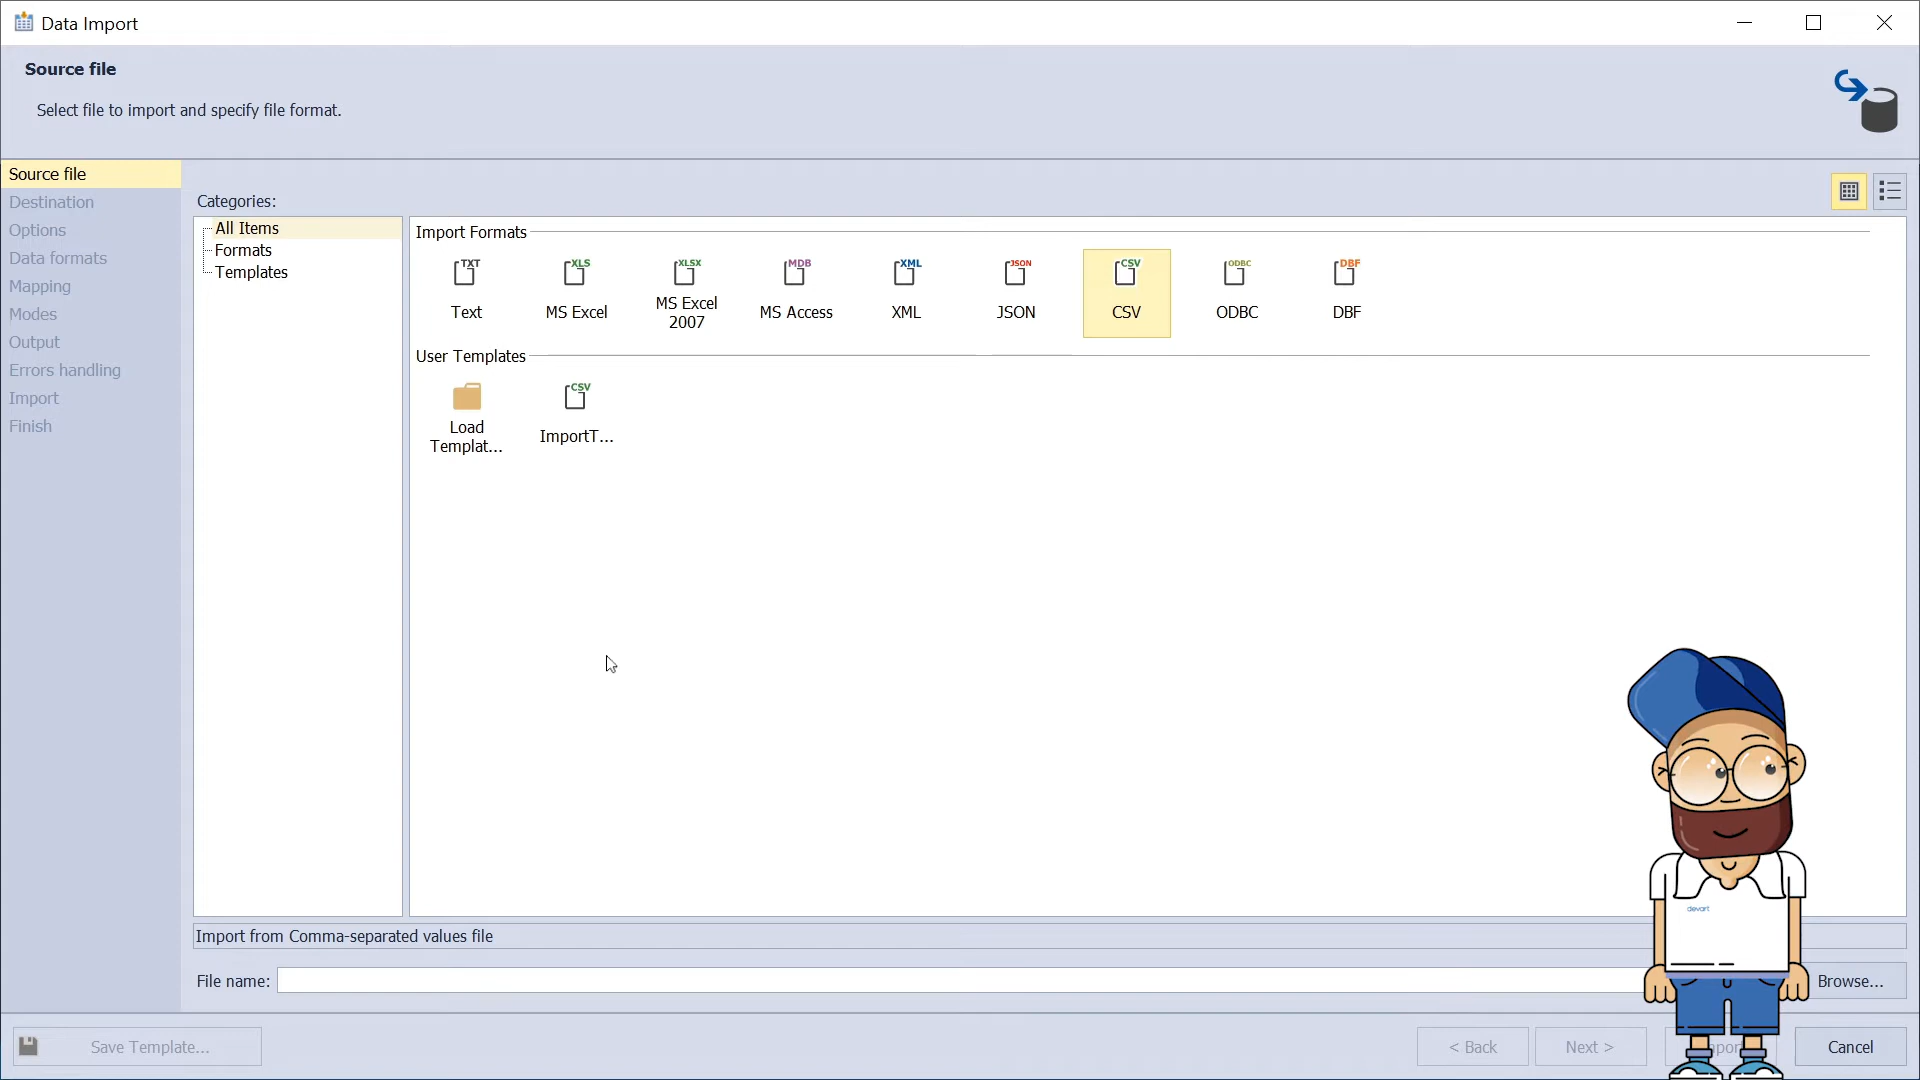 Data Import
Source file
Select file to import and specify file format.
Source file
Destination
Options
Data formats
Mapping
Modes
Output
Errors handling
Import
Finish
Categories:
All Items
Formats
Templates
Import Formats
TXT
Text
XLS
MS Excel
XLSX
MS Excel
2007
MDB
MS Access
XML
XML
JSON
JSON
CSV
CSV
ODBC
ODBC
DBF
DBF
User Templates
Load
Templat...
CSV
ImportT...
devart
Import from Comma-separated values file
File name:
Browse...
Save Template...
< Back
Next >
Cancel